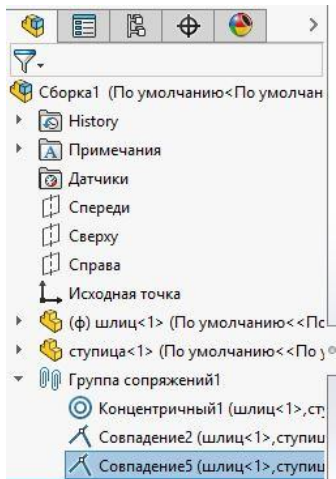 Сборка1 (По умолчанию<По умолчан
History
A Примечания
Датчики
Спереди
Сверху
Справа
Исходная точка
(ф) шлиц<1> (По умолчанию<<Пс
ступица<1> (По умолчанию<<По у
Группа сопряжений1
Концентричный1 (шлиц<1>,сту
Совпадение2 (шлиц<1>,ступиц
Совпадение5 (шлиц<1>,ступиц